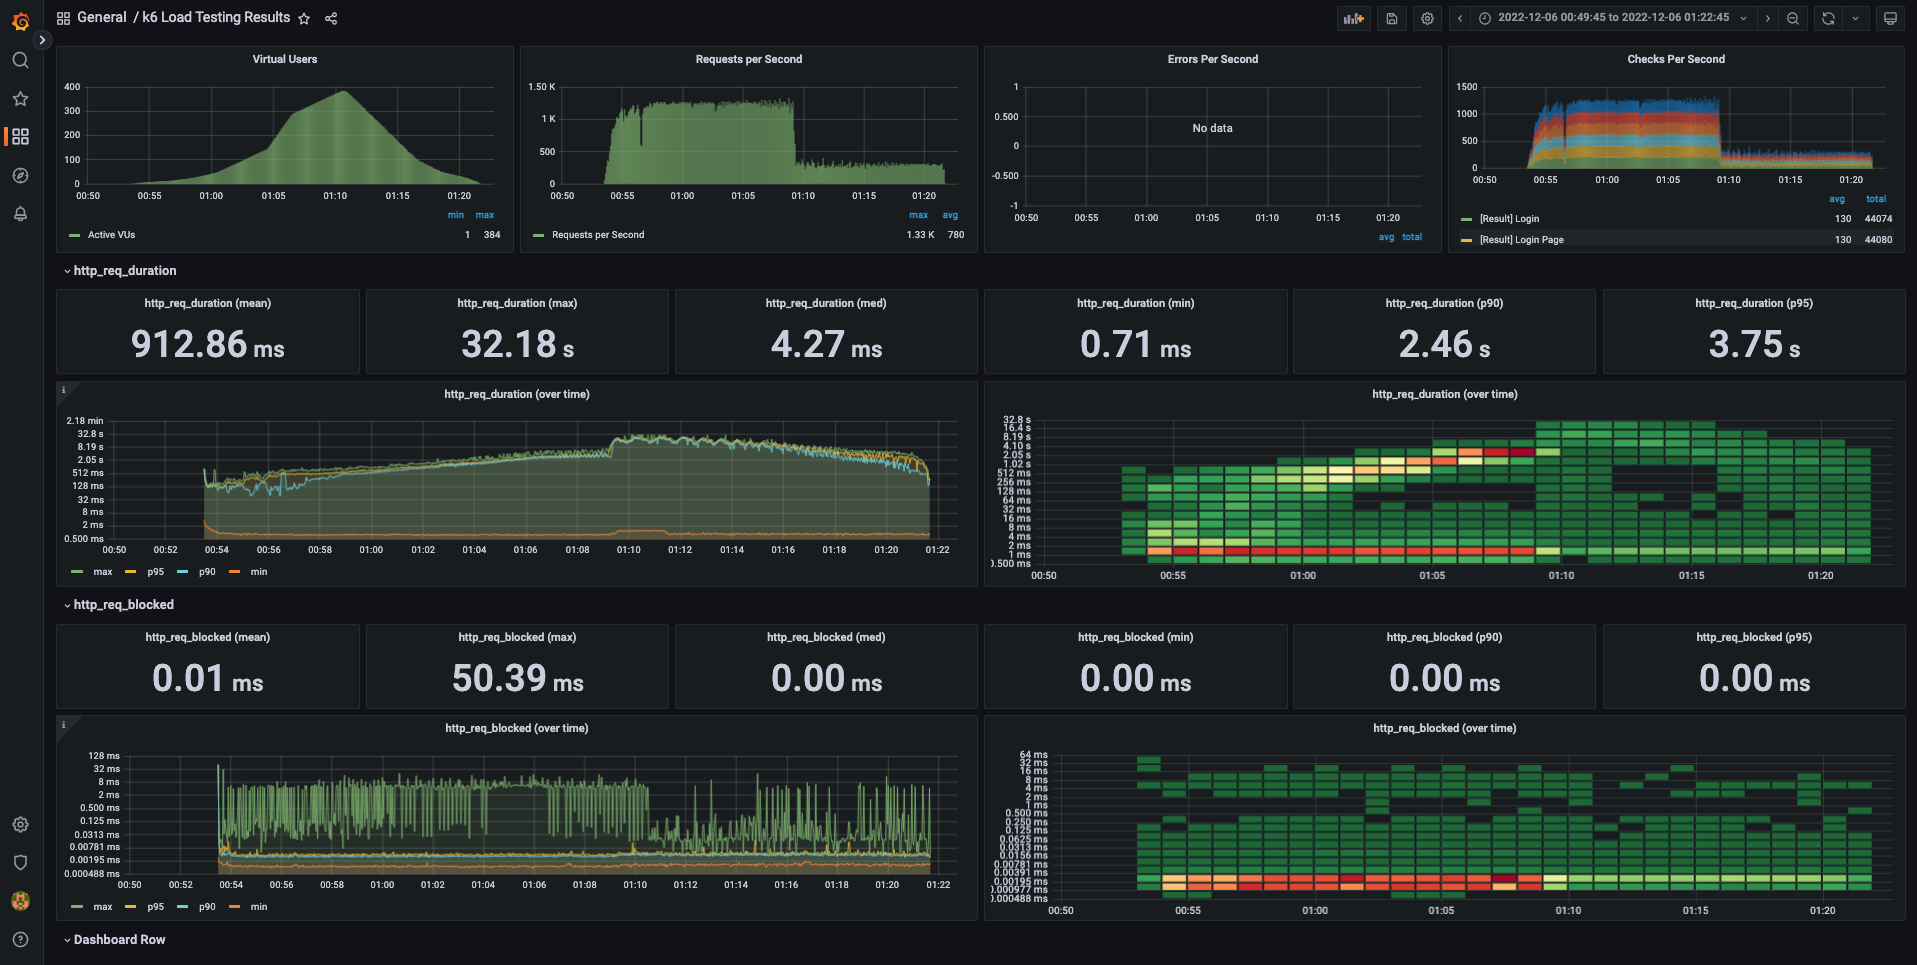 General / k6 Load Testing Results
2022-12-06 00:49:45 to 2022-12-06 01:22:45
Virtual Users
400
300
200
100
0
00:50 00:55 01:00 01:05 01:10 01:15 01:20
min max
Active VUs 1 384
Requests per Second
1.50 K
1 K
500
0
00:50 00:55 01:00 01:05 01:10 01:15 01:20
max avg
Requests per Second 1.33 K 780
Errors Per Second
1
0.500
0
-0.500
-1
No data
00:50 00:55 01:00 01:05 01:10 01:15 01:20
avg total
Checks Per Second
1500
1000
500
0
00:50 00:55 01:00 01:05 01:10 01:15 01:20
avg total
[Result] Login 130 44074
[Result] Login Page 130 44080
http_req_duration
http_req_duration (mean)
912.86 ms
http_req_duration (max)
32.18 s
http_req_duration (med)
4.27 ms
http_req_duration (min)
0.71 ms
http_req_duration (p90)
2.46 s
http_req_duration (p95)
3.75 s
i
http_req_duration (over time)
2.18 min
32.8 s
8.19 s
2.05 s
512 ms
128 ms
32 ms
8 ms
2 ms
0.500 ms
00:50 00:52 00:54 00:56 00:58 01:00 01:02 01:04 01:06 01:08 01:10 01:12 01:14 01:16 01:18 01:20 01:22
max p95 p90 min
http_req_duration (over time)
32.8 s
16.4 s
8.19 s
4.10 s
2.05 s
1.02 s
512 ms
256 ms
128 ms
64 ms
32 ms
16 ms
8 ms
4 ms
2 ms
1 ms
0.500 ms
00:50 00:55 01:00 01:05 01:10 01:15 01:20
http_req_blocked
http_req_blocked (mean)
0.01 ms
http_req_blocked (max)
50.39 ms
http_req_blocked (med)
0.00 ms
http_req_blocked (min)
0.00 ms
http_req_blocked (p90)
0.00 ms
http_req_blocked (p95)
0.00 ms
i
http_req_blocked (over time)
128 ms
32 ms
8 ms
2 ms
0.500 ms
0.125 ms
0.0313 ms
0.00781 ms
0.00195 ms
0.000488 ms
00:50 00:52 00:54 00:56 00:58 01:00 01:02 01:04 01:06 01:08 01:10 01:12 01:14 01:16 01:18 01:20 01:22
max p95 p90 min
http_req_blocked (over time)
64 ms
32 ms
16 ms
8 ms
4 ms
2 ms
1 ms
0.500 ms
0.250 ms
0.125 ms
0.0625 ms
0.0313 ms
0.0156 ms
0.00781 ms
0.00391 ms
0.00195 ms
0.000977 ms
0.000488 ms
00:50 00:55 01:00 01:05 01:10 01:15 01:20
Dashboard Row